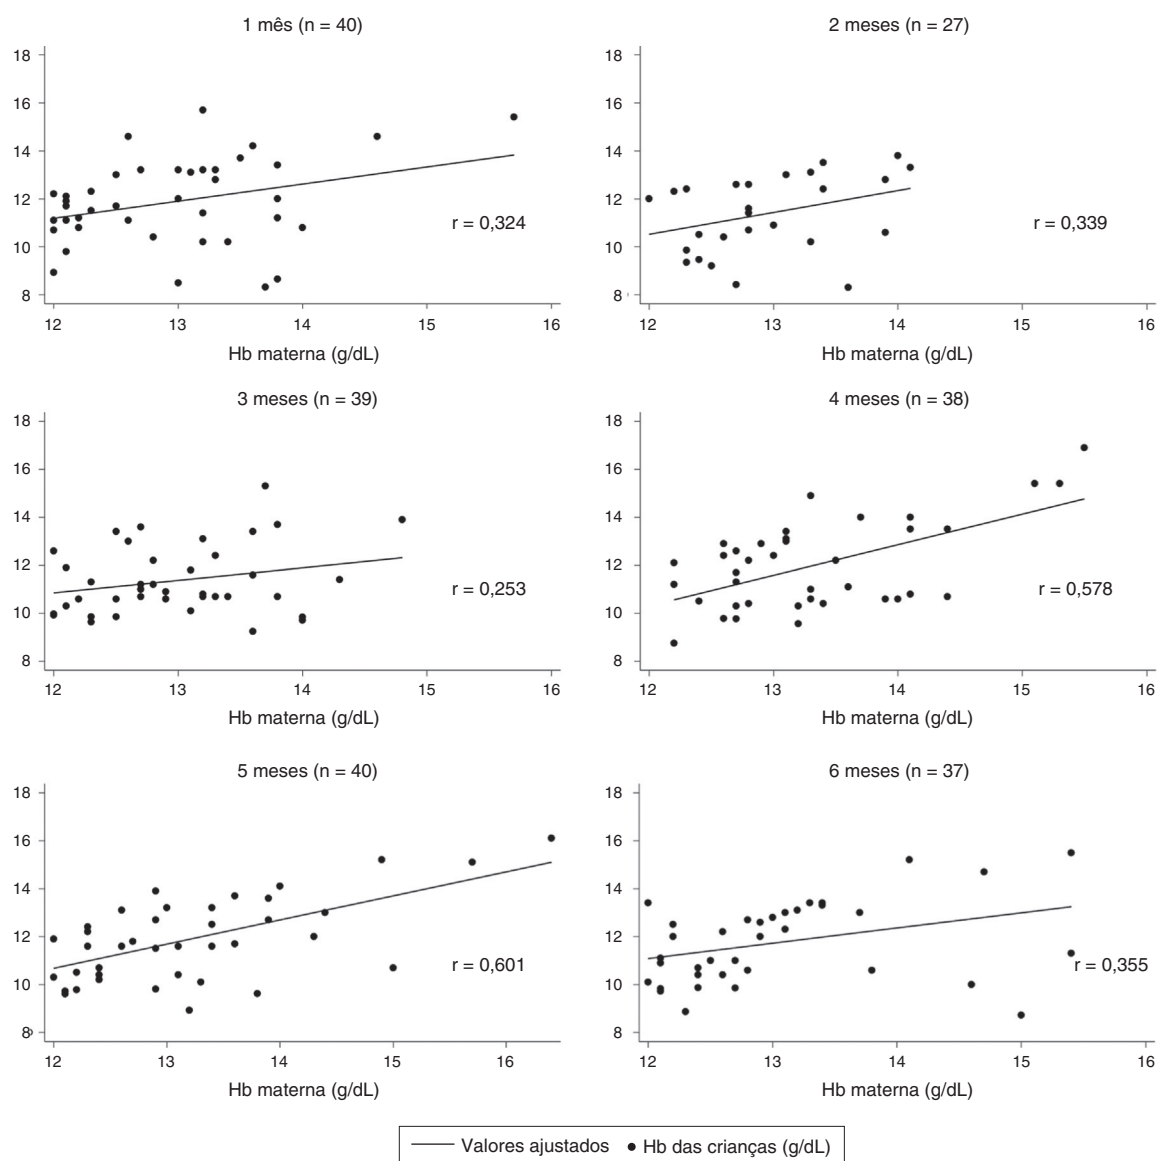 1 mês (n = 40)
18
16
14
12
10
8
r = 0,324
12 13 14 15 16
Hb materna (g/dL)
2 meses (n = 27)
18
16
14
12
10
8
r = 0,339
12 13 14 15 16
Hb materna (g/dL)
3 meses (n = 39)
18
16
14
12
10
8
r = 0,253
12 13 14 15 16
Hb materna (g/dL)
4 meses (n = 38)
18
16
14
12
10
8
r = 0,578
12 13 14 15 16
Hb materna (g/dL)
5 meses (n = 40)
18
16
14
12
10
8
r = 0,601
12 13 14 15 16
Hb materna (g/dL)
6 meses (n = 37)
18
16
14
12
10
8
r = 0,355
12 13 14 15 16
Hb materna (g/dL)
Valores ajustados Hb das crianças (g/dL)